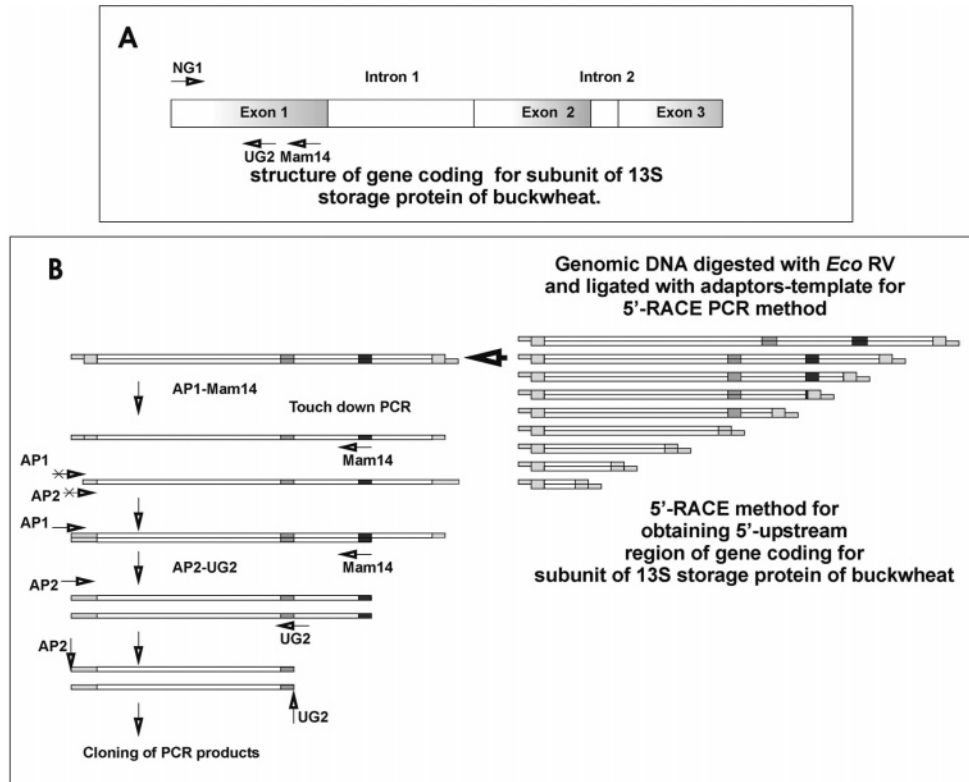 A
NG1
Intron 1
Intron 2
Exon 1
Exon 2
Exon 3
UG2
Mam14
structure of gene coding for subunit of 13S
storage protein of buckwheat.
B
Genomic DNA digested with Eco RV
and ligated with adaptors-template for
5'-RACE PCR method
AP1-Mam14
Touch down PCR
Mam14
AP1
AP2
AP1
Mam14
AP2-UG2
AP2
UG2
AP2
UG2
Cloning of PCR products
5'-RACE method for
obtaining 5'-upstream
region of gene coding for
subunit of 13S storage protein of buckwheat